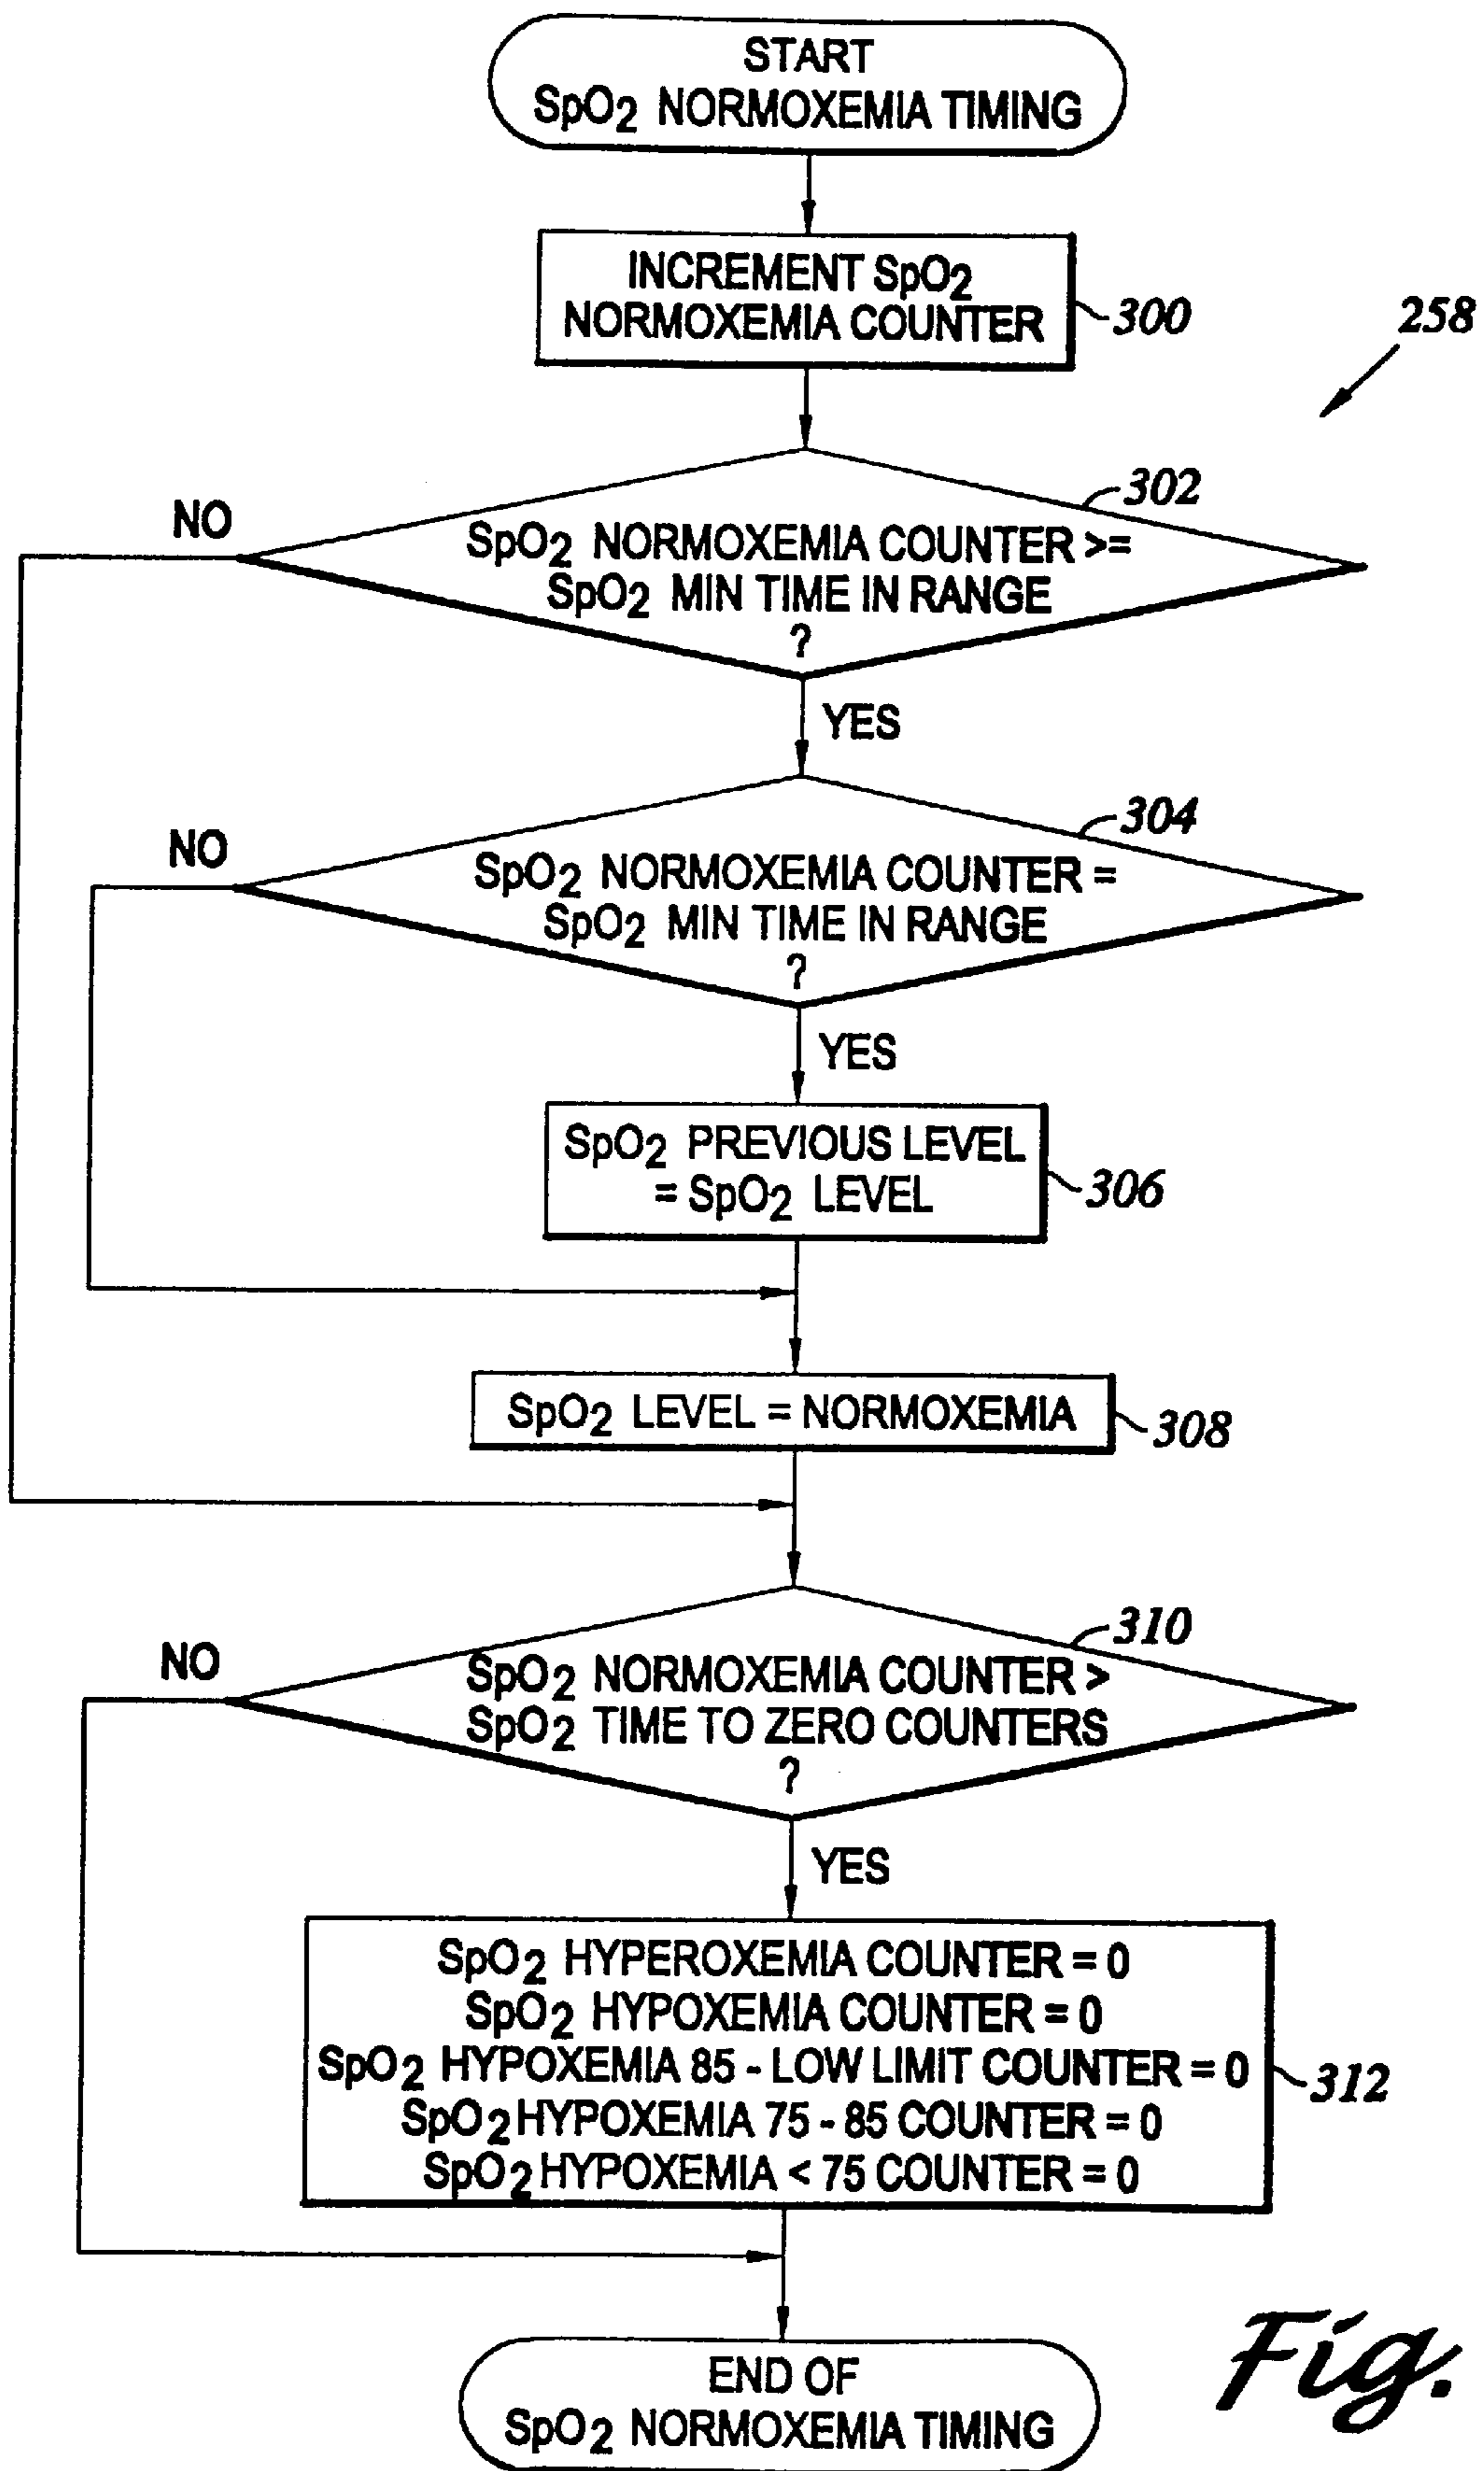 START
SpO2 NORMOXEMIA TIMING
INCREMENT SpO2
NORMOXEMIA COUNTER
300
258
302
NO
SpO2 NORMOXEMIA COUNTER >=
SpO2 MIN TIME IN RANGE
?
YES
304
NO
SpO2 NORMOXEMIA COUNTER =
SpO2 MIN TIME IN RANGE
?
YES
SpO2 PREVIOUS LEVEL
= SpO2 LEVEL
306
SpO2 LEVEL = NORMOXEMIA
308
310
NO
SpO2 NORMOXEMIA COUNTER >
SpO2 TIME TO ZERO COUNTERS
?
YES
SpO2 HYPEROXEMIA COUNTER = 0
SpO2 HYPOXEMIA COUNTER = 0
SpO2 HYPOXEMIA 85 - LOW LIMIT COUNTER = 0
SpO2 HYPOXEMIA 75 - 85 COUNTER = 0
SpO2 HYPOXEMIA < 75 COUNTER = 0
312
END OF
SpO2 NORMOXEMIA TIMING
Fig.